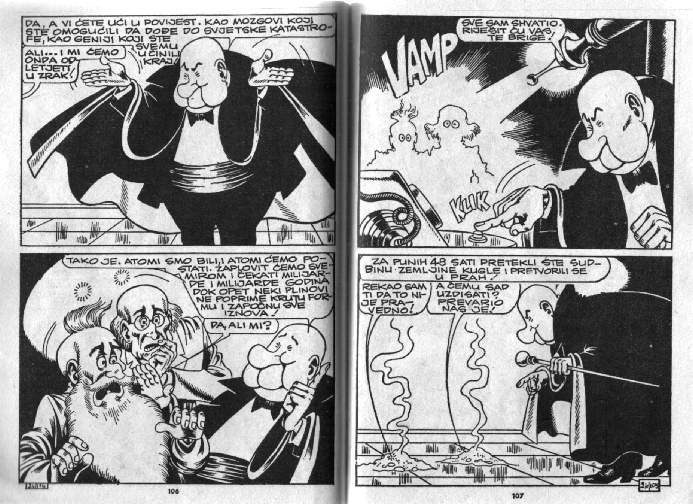 DA, A VI ĆETE UĆI U POVIJEST. KAO MOZGOVI KOJI
STE OMOGUĆILI DA DOĐE DO SVJETSKE KATASTRO-
FE, KAO GENIJI KOJI STE
SVEMU
UČINILI
KRAJ!
ALI... I MI ĆEMO
ONDA OD-
LETJETI
U ZRAK!
TAKO JE. ATOMI SMO BILI, I ATOMI ĆEMO PO-
STATI. ZAPLOVIT ĆEMO SVE-
MIROM I ČEKATI MILIJAR-
DE I MILIJARDE GODINA
DOK OPET NEKI PLINOVI
NE POPRIME KRUTU FOR-
MU I ZAPOČNU SVE
IZNOVA!
DA, ALI MI?
106
SVE SAM SHVATIO.
RIJEŠIT ĆU VAS
TE BRIGE!
VAMP
KLIK
ZA PUNIH 48 SATI PRETEKLI STE SUD-
BINU ZEMLJINE KUGLE I PRETVORILI SE
U PRAH
REKAO SAM
TI DA TO NI-
JE PRA-
VEDNO!
A ČEMU SAD
UZDISATI?
PREVARIO
NAS JE!
107